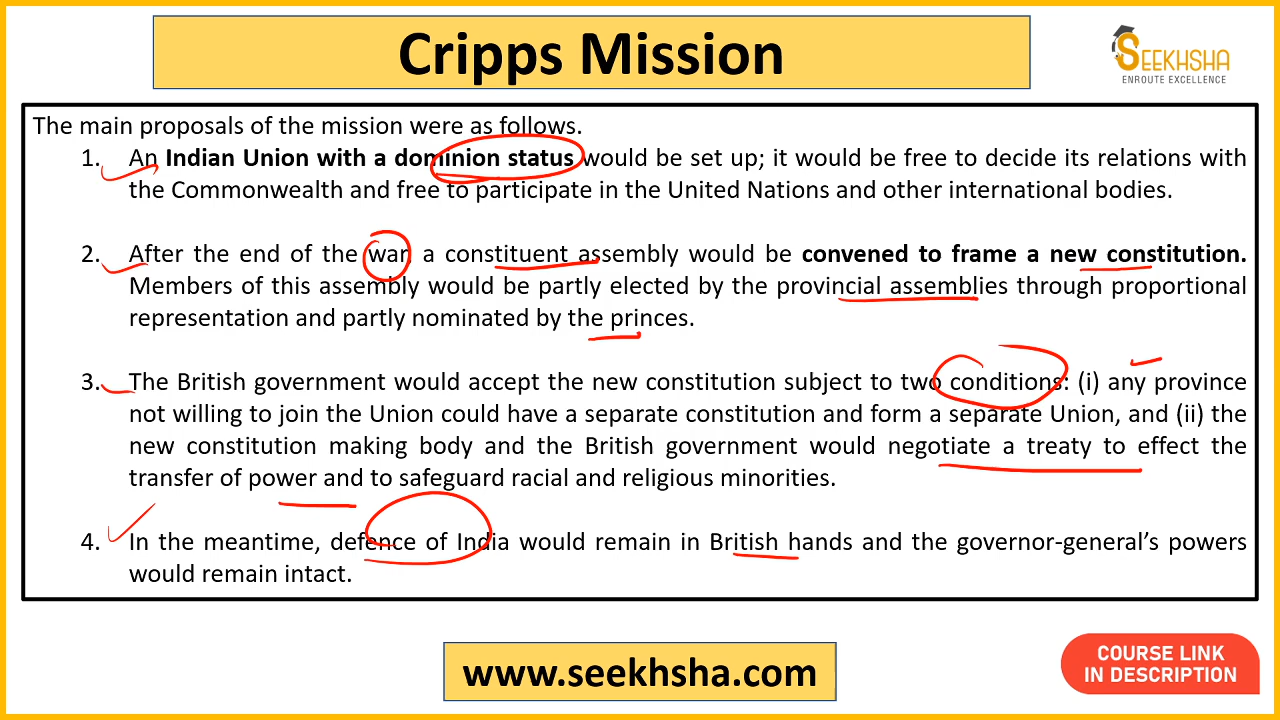 Cripps Mission
SEEKHSHA
ENROUTE EXCELLENCE
The main proposals of the mission were as follows.
1. An Indian Union with a dominion status would be set up; it would be free to decide its relations with
the Commonwealth and free to participate in the United Nations and other international bodies.
2. After the end of the war, a constituent assembly would be convened to frame a new constitution.
Members of this assembly would be partly elected by the provincial assemblies through proportional
representation and partly nominated by the princes.
3. The British government would accept the new constitution subject to two conditions: (i) any province
not willing to join the Union could have a separate constitution and form a separate Union, and (ii) the
new constitution making body and the British government would negotiate a treaty to effect the
transfer of power and to safeguard racial and religious minorities.
4. In the meantime, defence of India would remain in British hands and the governor-general’s powers
would remain intact.
www.seekhsha.com
COURSE LINK
IN DESCRIPTION